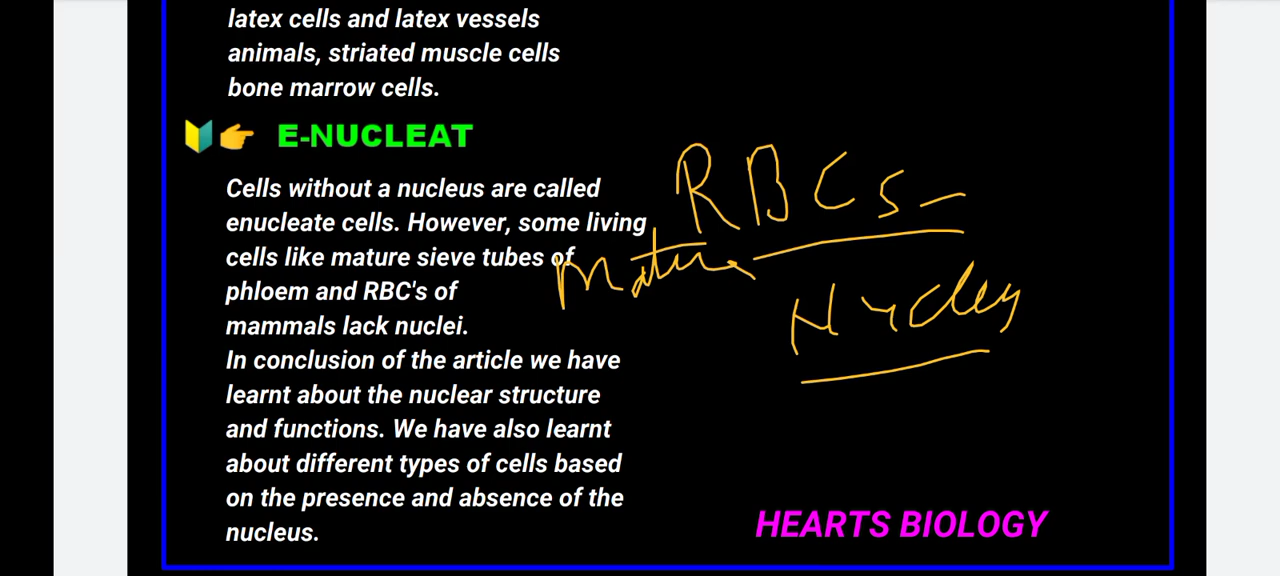 latex cells and latex vessels
animals, striated muscle cells
bone marrow cells.
E-NUCLEAT
Cells without a nucleus are called
enucleate cells. However, some living
cells like mature sieve tubes of
phloem and RBC's of
mammals lack nuclei.
In conclusion of the article we have
learnt about the nuclear structure
and functions. We have also learnt
about different types of cells based
on the presence and absence of the
nucleus.
RBCs -
HEARTS BIOLOGY